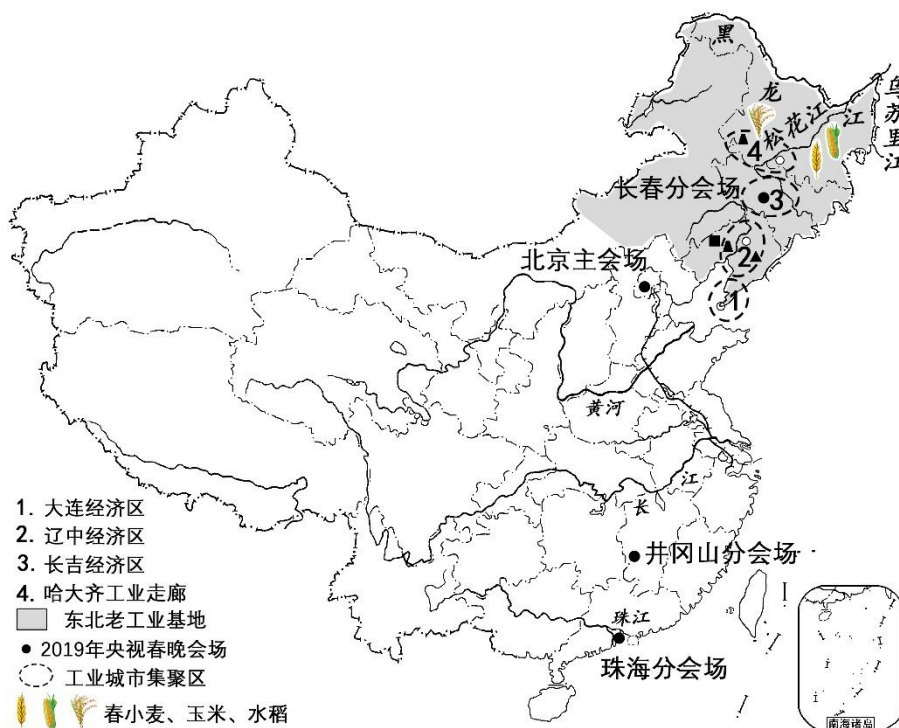 黑
龙
江
松花江
乌苏里江
4
长春分会场
3
2
北京主会场
1
黄河
长
江
井冈山分会场
珠江
珠海分会场
1. 大连经济区
2. 辽中经济区
3. 长吉经济区
4. 哈大齐工业走廊
东北老工业基地
2019年央视春晚会场
工业城市集聚区
春小麦、玉米、水稻
南海诸岛